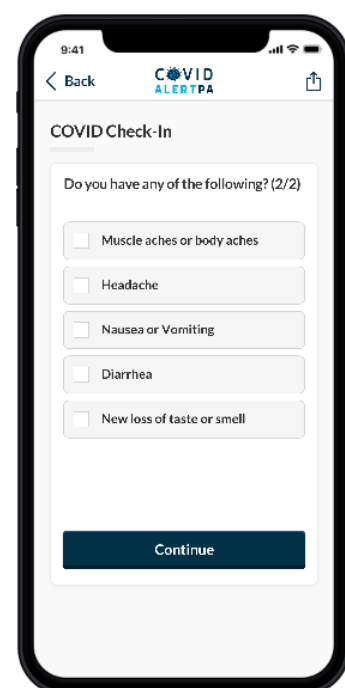 9:41
Back
COVID
ALERTPA
COVID Check-In
Do you have any of the following? (2/2)
Muscle aches or body aches
Headache
Nausea or Vomiting
Diarrhea
New loss of taste or smell
Continue